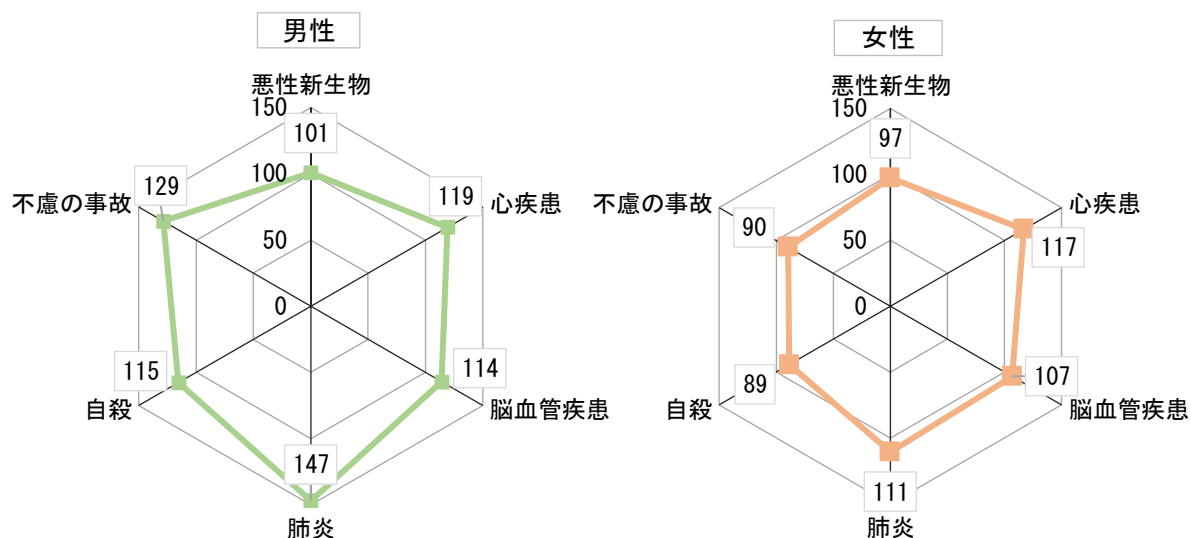 男性
悪性新生物
150
101
100
50
0
129
不慮の事故
119
心疾患
115
自殺
114
脳血管疾患
147
肺炎
女性
悪性新生物
150
97
100
50
0
90
不慮の事故
心疾患
117
89
自殺
107
脳血管疾患
111
肺炎